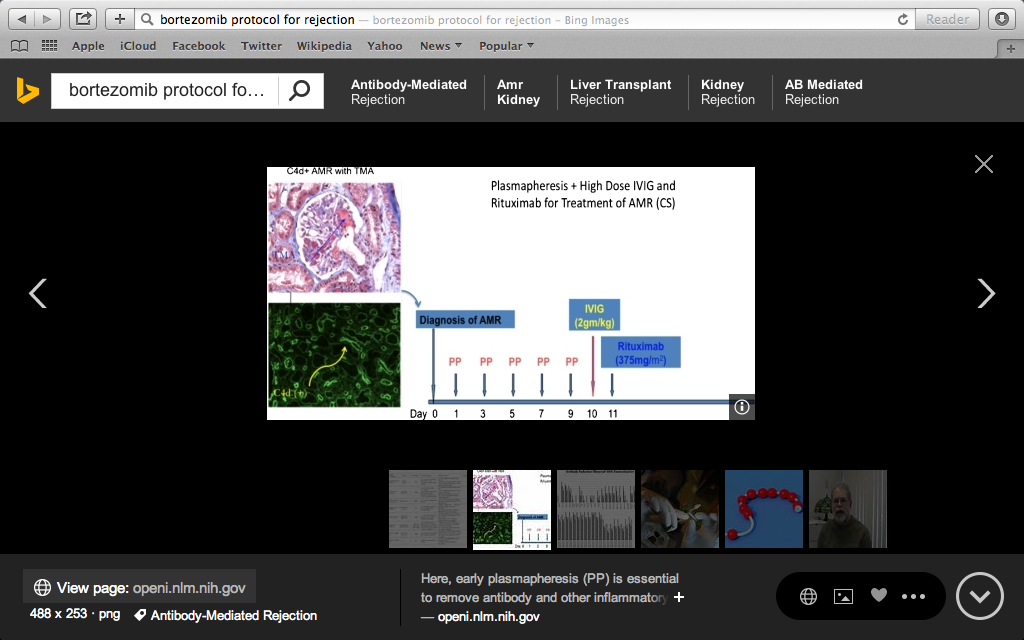 bortezomib protocol for rejection — bortezomib protocol for rejection – Bing Images
Reader
Apple iCloud Facebook Twitter Wikipedia Yahoo News Popular
bortezomib protocol fo...
Antibody-Mediated Rejection
Amr Kidney
Liver Transplant Rejection
Kidney Rejection
AB Mediated Rejection
C4d+ AMR with TMA
Plasmapheresis + High Dose IVIG and
Rituximab for Treatment of AMR (CS)
TMA
C4d (+)
Diagnosis of AMR
IVIG
(2gm/kg)
Rituximab
(375mg/m²)
PP PP PP PP PP
Day 0 1 3 5 7 9 10 11
View page: openi.nlm.nih.gov
488 x 253 · png Antibody-Mediated Rejection
Here, early plasmapheresis (PP) is essential
to remove antibody and other inflammatory
— openi.nlm.nih.gov